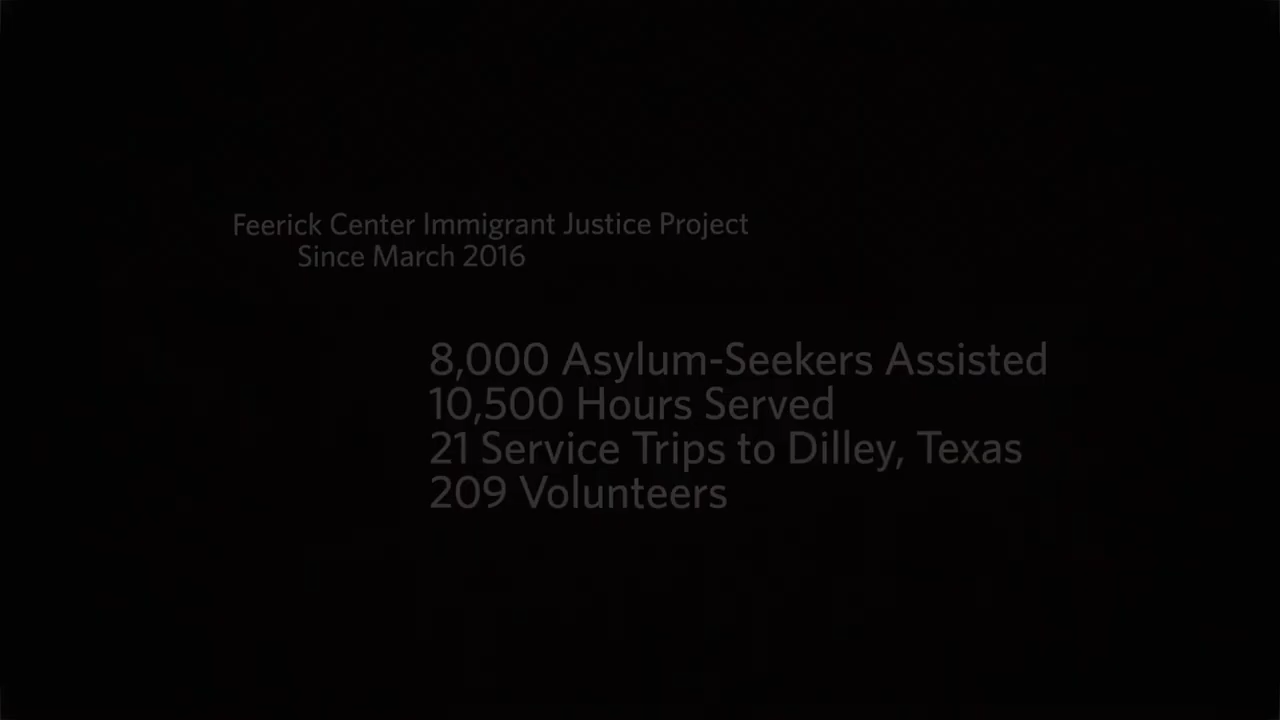 Feerick Center Immigrant Justice Project
Since March 2016
8,000 Asylum-Seekers Assisted
10,500 Hours Served
21 Service Trips to Dilley, Texas
209 Volunteers